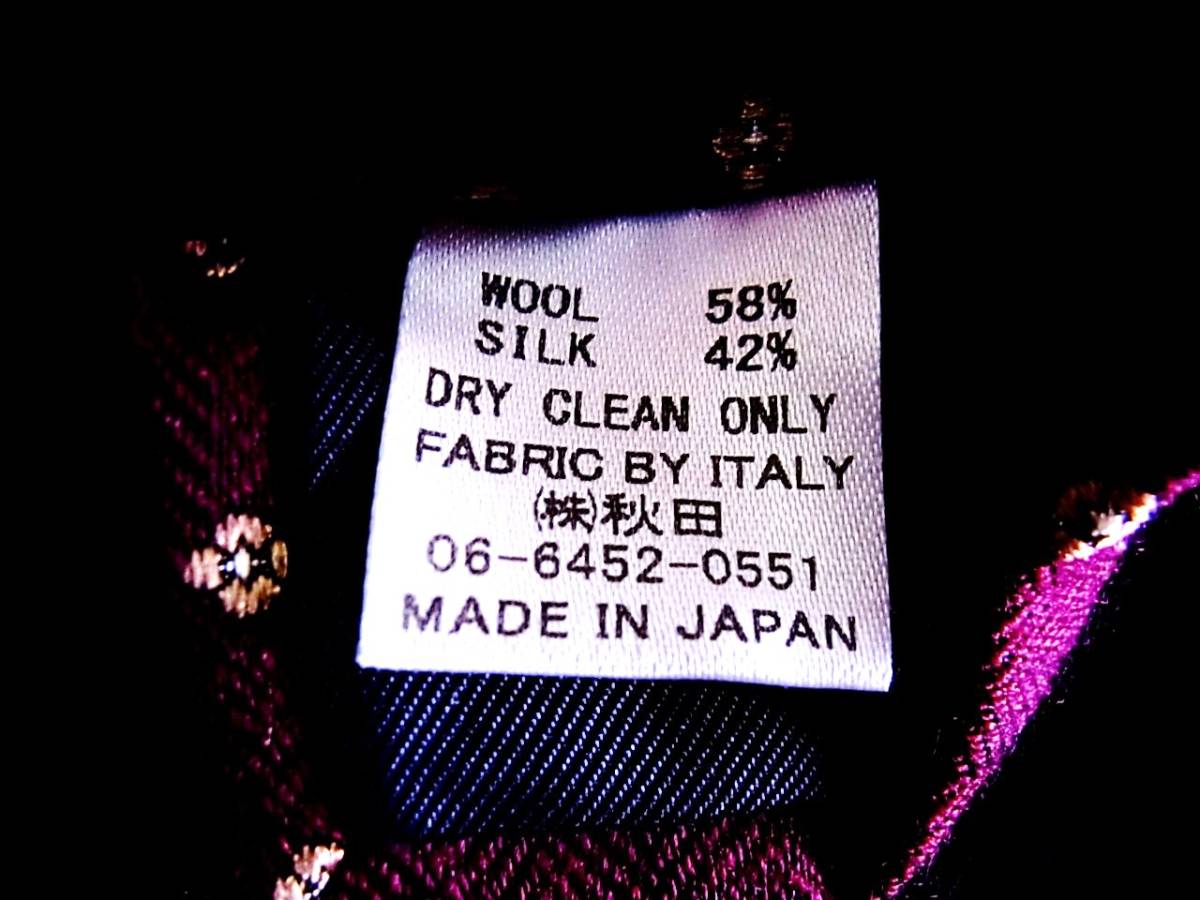 WOOL 58%
SILK 42%
DRY CLEAN ONLY
FABRIC BY ITALY
㈱秋田
06-6452-0551
MADE IN JAPAN